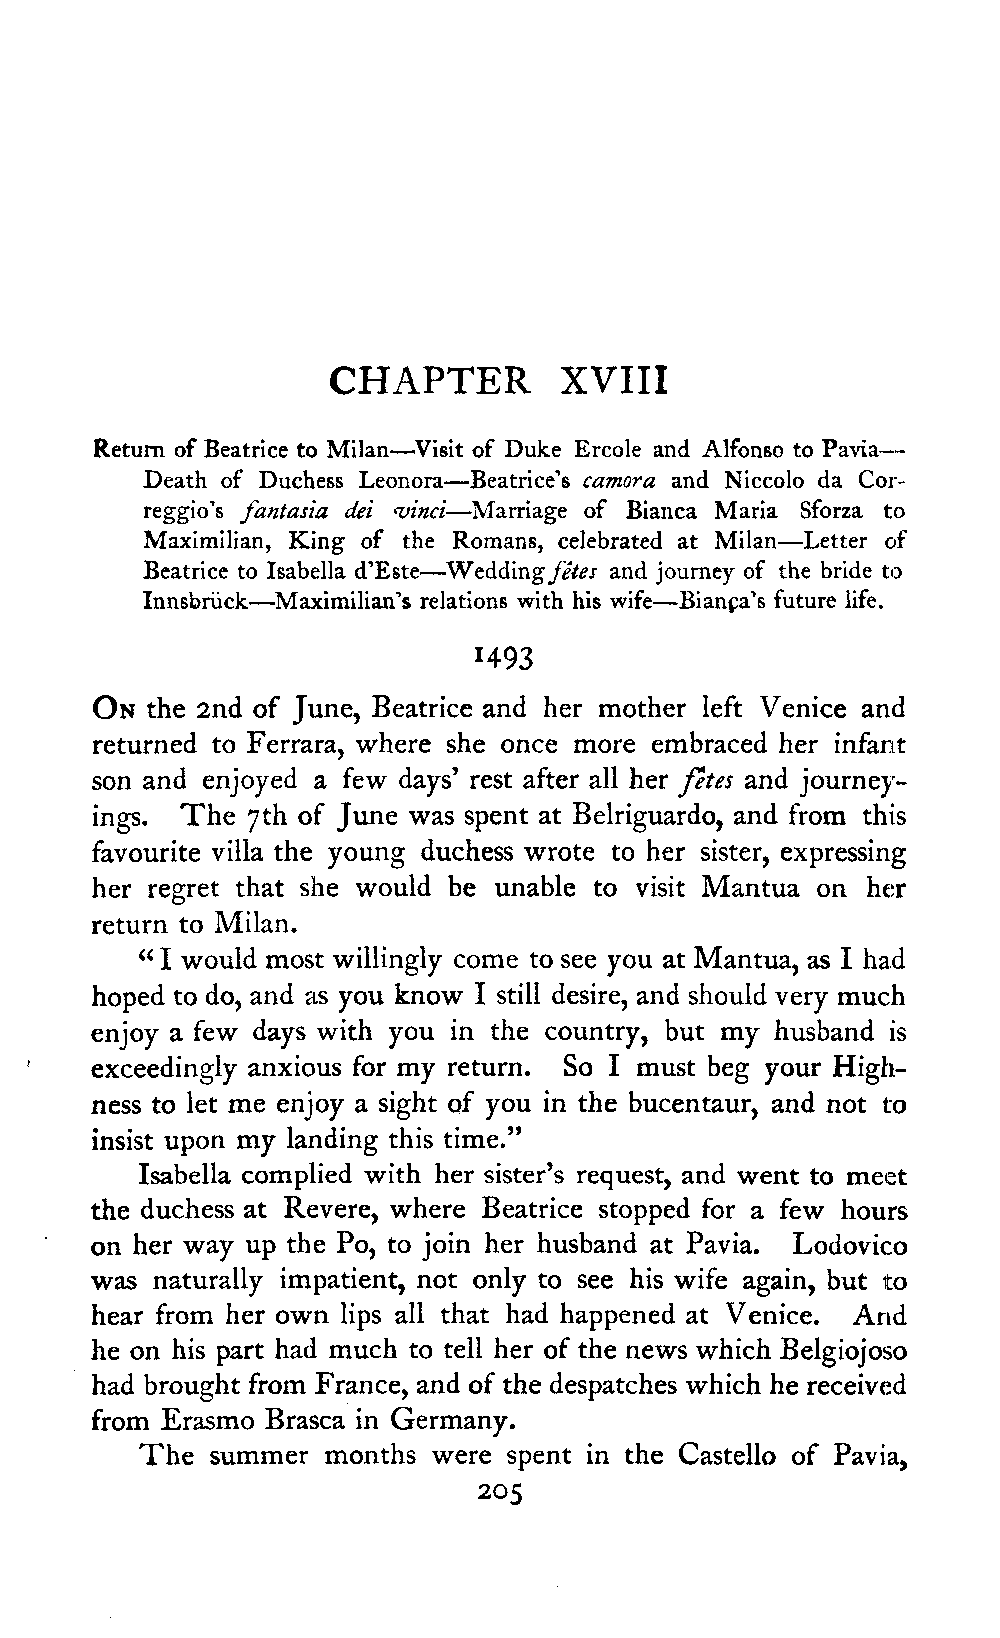 CHAPTER XVIII
Return of Beatrice to Milan—Visit of Duke Ercole and Alfonso to Pavia—
Death of Duchess Leonora—Beatrice's camora and Niccolo da Cor-
reggio's fantasia dei vinci—Marriage of Bianca Maria Sforza to
Maximilian, King of the Romans, celebrated at Milan—Letter of
Beatrice to Isabella d'Este—Wedding fêtes and journey of the bride to
Innsbrück—Maximilian's relations with his wife—Bianca's future life.
1493
ON the 2nd of June, Beatrice and her mother left Venice and
returned to Ferrara, where she once more embraced her infant
son and enjoyed a few days' rest after all her fêtes and journey-
ings. The 7th of June was spent at Belriguardo, and from this
favourite villa the young duchess wrote to her sister, expressing
her regret that she would be unable to visit Mantua on her
return to Milan.
"I would most willingly come to see you at Mantua, as I had
hoped to do, and as you know I still desire, and should very much
enjoy a few days with you in the country, but my husband is
exceedingly anxious for my return. So I must beg your High-
ness to let me enjoy a sight of you in the bucentaur, and not to
insist upon my landing this time."
Isabella complied with her sister's request, and went to meet
the duchess at Revere, where Beatrice stopped for a few hours
on her way up the Po, to join her husband at Pavia. Lodovico
was naturally impatient, not only to see his wife again, but to
hear from her own lips all that had happened at Venice. And
he on his part had much to tell her of the news which Belgiojoso
had brought from France, and of the despatches which he received
from Erasmo Brasca in Germany.
The summer months were spent in the Castello of Pavia,
205